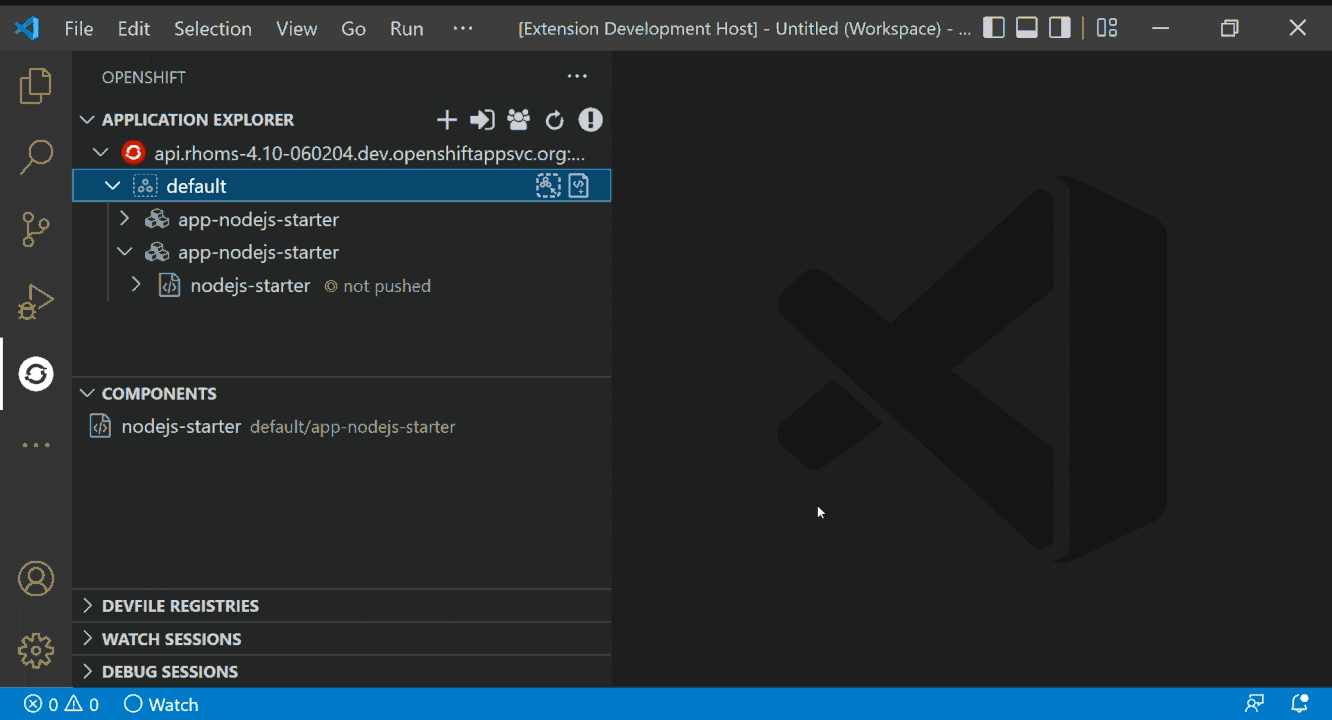 File Edit Selection View Go Run ··· [Extension Development Host] - Untitled (Workspace) - ...
OPENSHIFT
APPLICATION EXPLORER
api.rhoms-4.10-060204.dev.openshiftappsvc.org:...
default
app-nodejs-starter
app-nodejs-starter
nodejs-starter not pushed
COMPONENTS
nodejs-starter default/app-nodejs-starter
DEVFILE REGISTRIES
WATCH SESSIONS
DEBUG SESSIONS
0 0 Watch